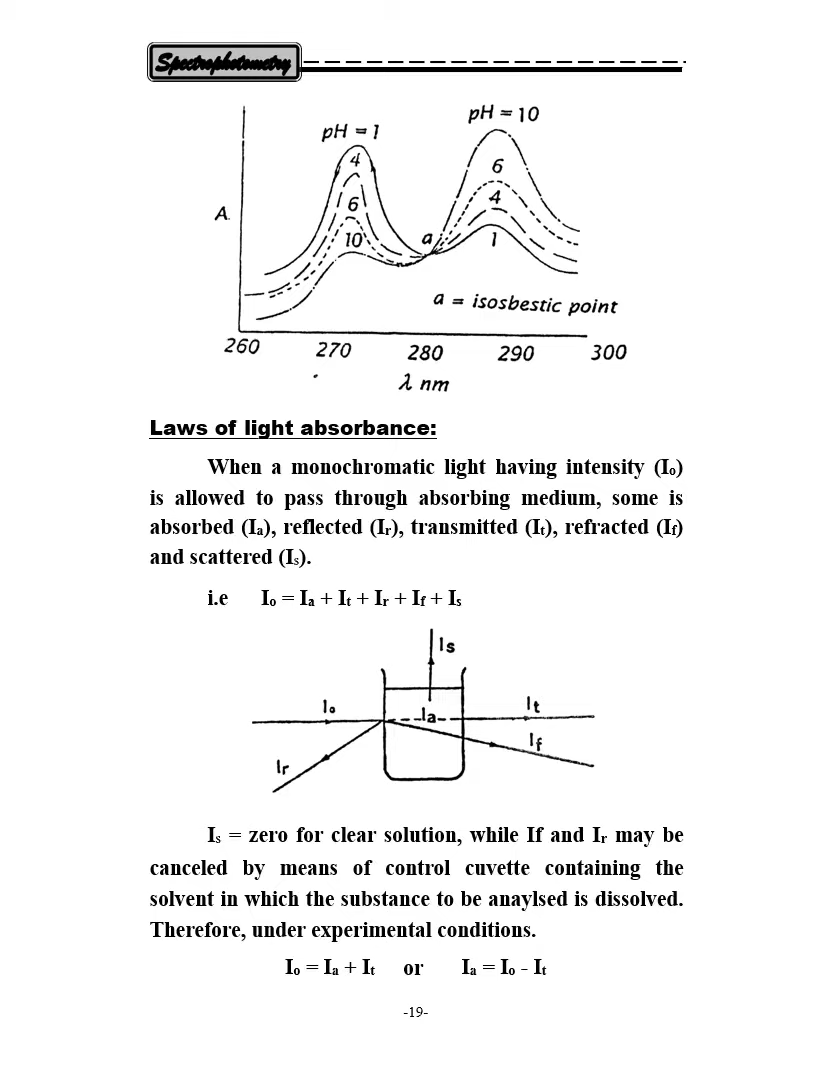 Spectrophotometry
pH = 10
pH = 1
4
6
6
4
A
10
a
1
a = isosbestic point
260 270 280 290 300
λ nm
Laws of light absorbance:
When a monochromatic light having intensity (Io)
is allowed to pass through absorbing medium, some is
absorbed (Ia), reflected (Ir), transmitted (It), refracted (If)
and scattered (Is).
i.e Io = Ia + It + Ir + If + Is
Is
Io
Ia
It
If
Ir
Is = zero for clear solution, while If and Ir may be
canceled by means of control cuvette containing the
solvent in which the substance to be anaylsed is dissolved.
Therefore, under experimental conditions.
Io = Ia + It or Ia = Io - It
-19-